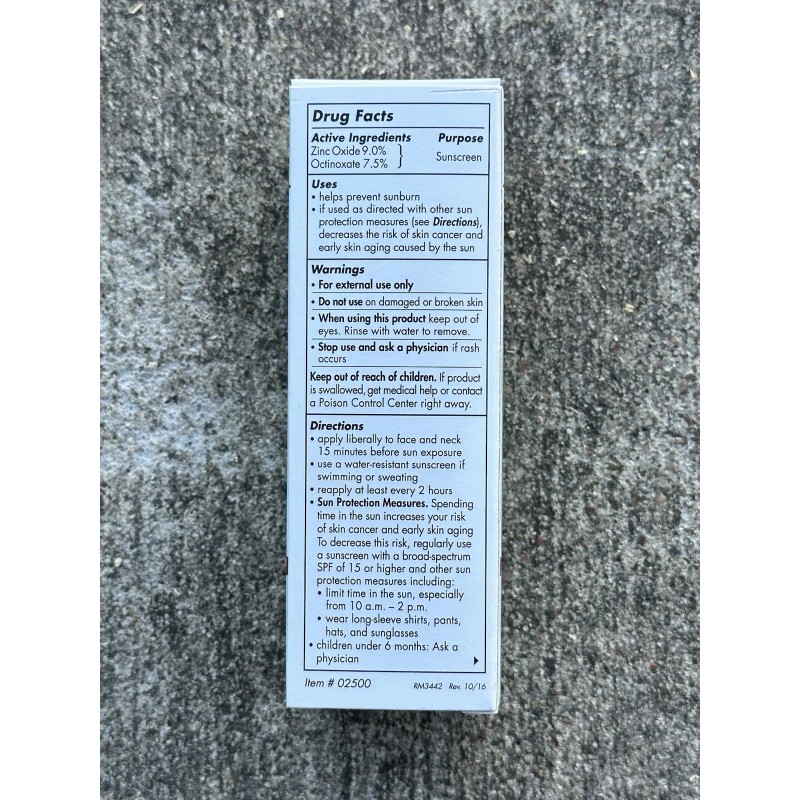 Drug Facts
Active Ingredients Purpose
Zinc Oxide 9.0%
Octinoxate 7.5% } Sunscreen
Uses
• helps prevent sunburn
• if used as directed with other sun
protection measures (see Directions),
decreases the risk of skin cancer and
early skin aging caused by the sun
Warnings
• For external use only
• Do not use on damaged or broken skin
• When using this product keep out of
eyes. Rinse with water to remove.
• Stop use and ask a physician if rash
occurs
Keep out of reach of children. If product
is swallowed, get medical help or contact
a Poison Control Center right away.
Directions
• apply liberally to face and neck
15 minutes before sun exposure
• use a water-resistant sunscreen if
swimming or sweating
• reapply at least every 2 hours
• Sun Protection Measures. Spending
time in the sun increases your risk
of skin cancer and early skin aging
To decrease this risk, regularly use
a sunscreen with a broad-spectrum
SPF of 15 or higher and other sun
protection measures including:
• limit time in the sun, especially
from 10 a.m. – 2 p.m.
• wear long-sleeve shirts, pants,
hats, and sunglasses
• children under 6 months: Ask a
physician
Item # 02500 RM3442 Rev. 10/16